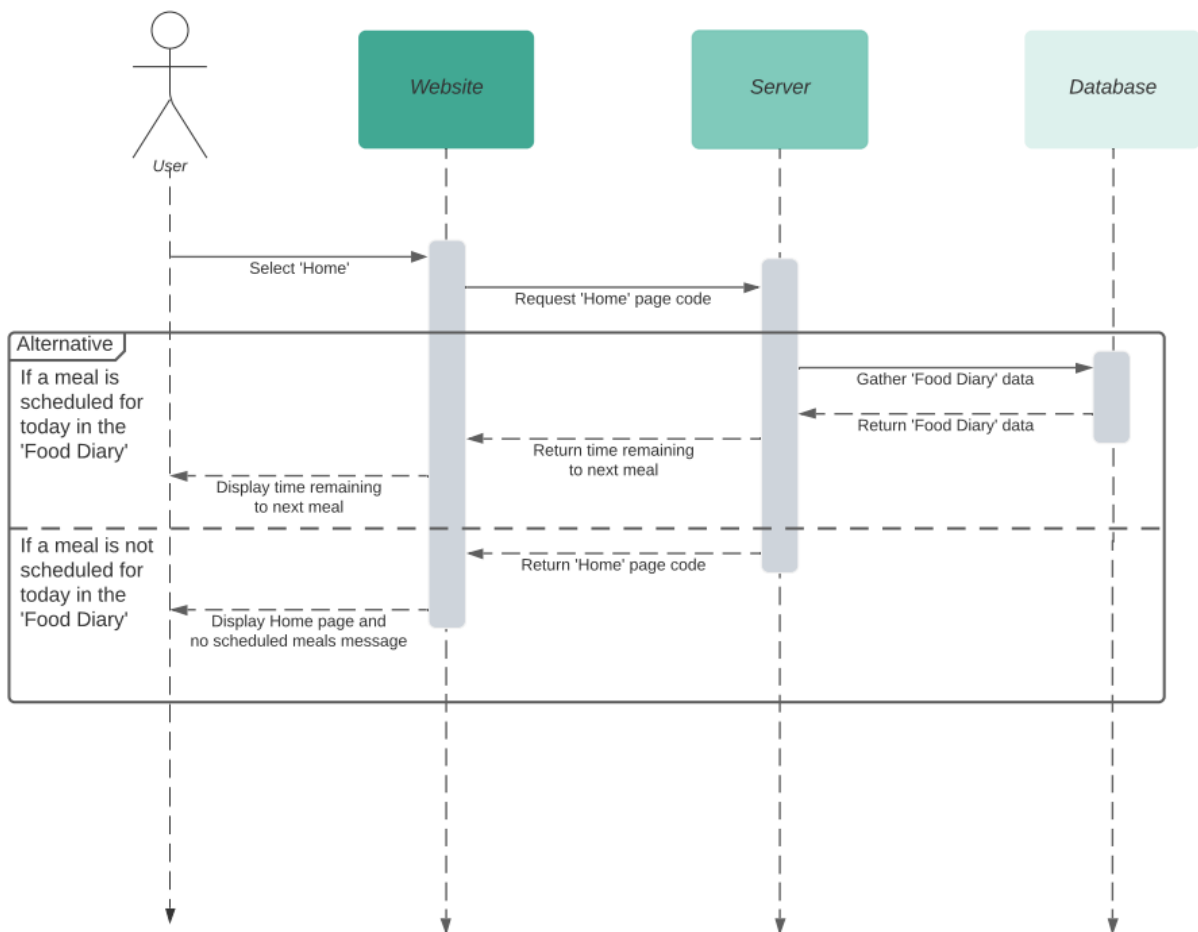 Website
Server
Database
User
Select 'Home'
Request 'Home' page code
Alternative
If a meal is
scheduled for
today in the
'Food Diary'
Gather 'Food Diary' data
Return 'Food Diary' data
Return time remaining
to next meal
Display time remaining
to next meal
If a meal is not
scheduled for
today in the
'Food Diary'
Return 'Home' page code
Display Home page and
no scheduled meals message